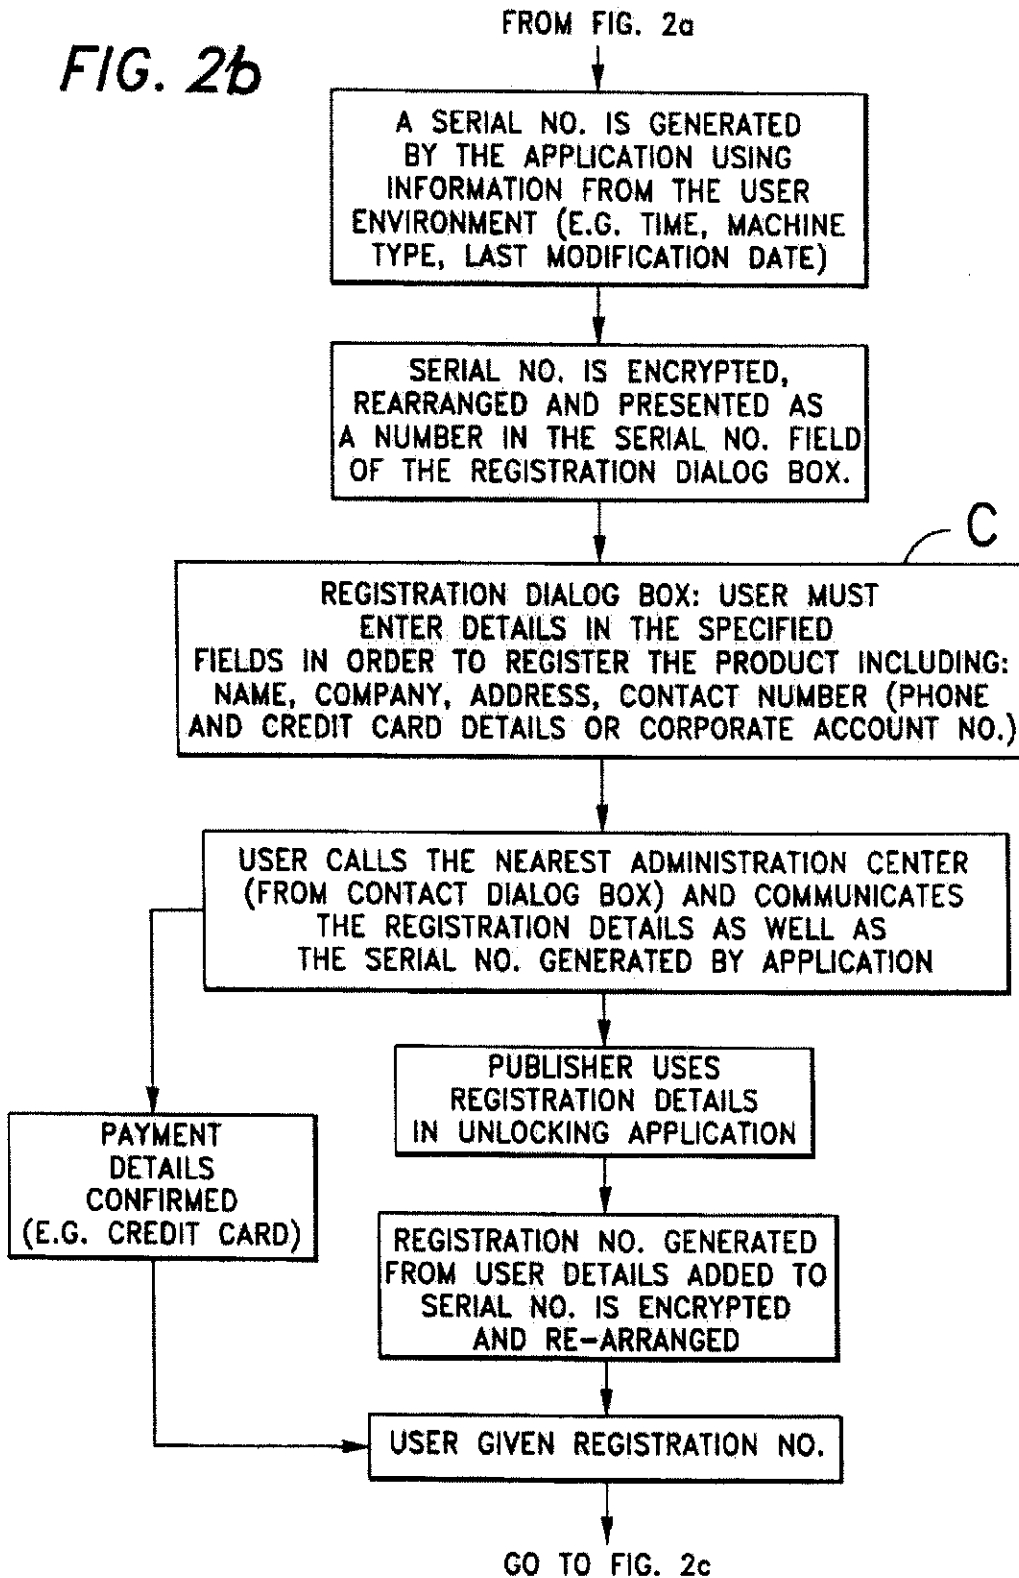 FROM FIG. 2a
FIG. 2b
A SERIAL NO. IS GENERATED
BY THE APPLICATION USING
INFORMATION FROM THE USER
ENVIRONMENT (E.G. TIME, MACHINE
TYPE, LAST MODIFICATION DATE)
SERIAL NO. IS ENCRYPTED,
REARRANGED AND PRESENTED AS
A NUMBER IN THE SERIAL NO. FIELD
OF THE REGISTRATION DIALOG BOX.
C
REGISTRATION DIALOG BOX: USER MUST
ENTER DETAILS IN THE SPECIFIED
FIELDS IN ORDER TO REGISTER THE PRODUCT INCLUDING:
NAME, COMPANY, ADDRESS, CONTACT NUMBER (PHONE
AND CREDIT CARD DETAILS OR CORPORATE ACCOUNT NO.)
USER CALLS THE NEAREST ADMINISTRATION CENTER
(FROM CONTACT DIALOG BOX) AND COMMUNICATES
THE REGISTRATION DETAILS AS WELL AS
THE SERIAL NO. GENERATED BY APPLICATION
PUBLISHER USES
REGISTRATION DETAILS
IN UNLOCKING APPLICATION
PAYMENT
DETAILS
CONFIRMED
(E.G. CREDIT CARD)
REGISTRATION NO. GENERATED
FROM USER DETAILS ADDED TO
SERIAL NO. IS ENCRYPTED
AND RE-ARRANGED
USER GIVEN REGISTRATION NO.
GO TO FIG. 2c